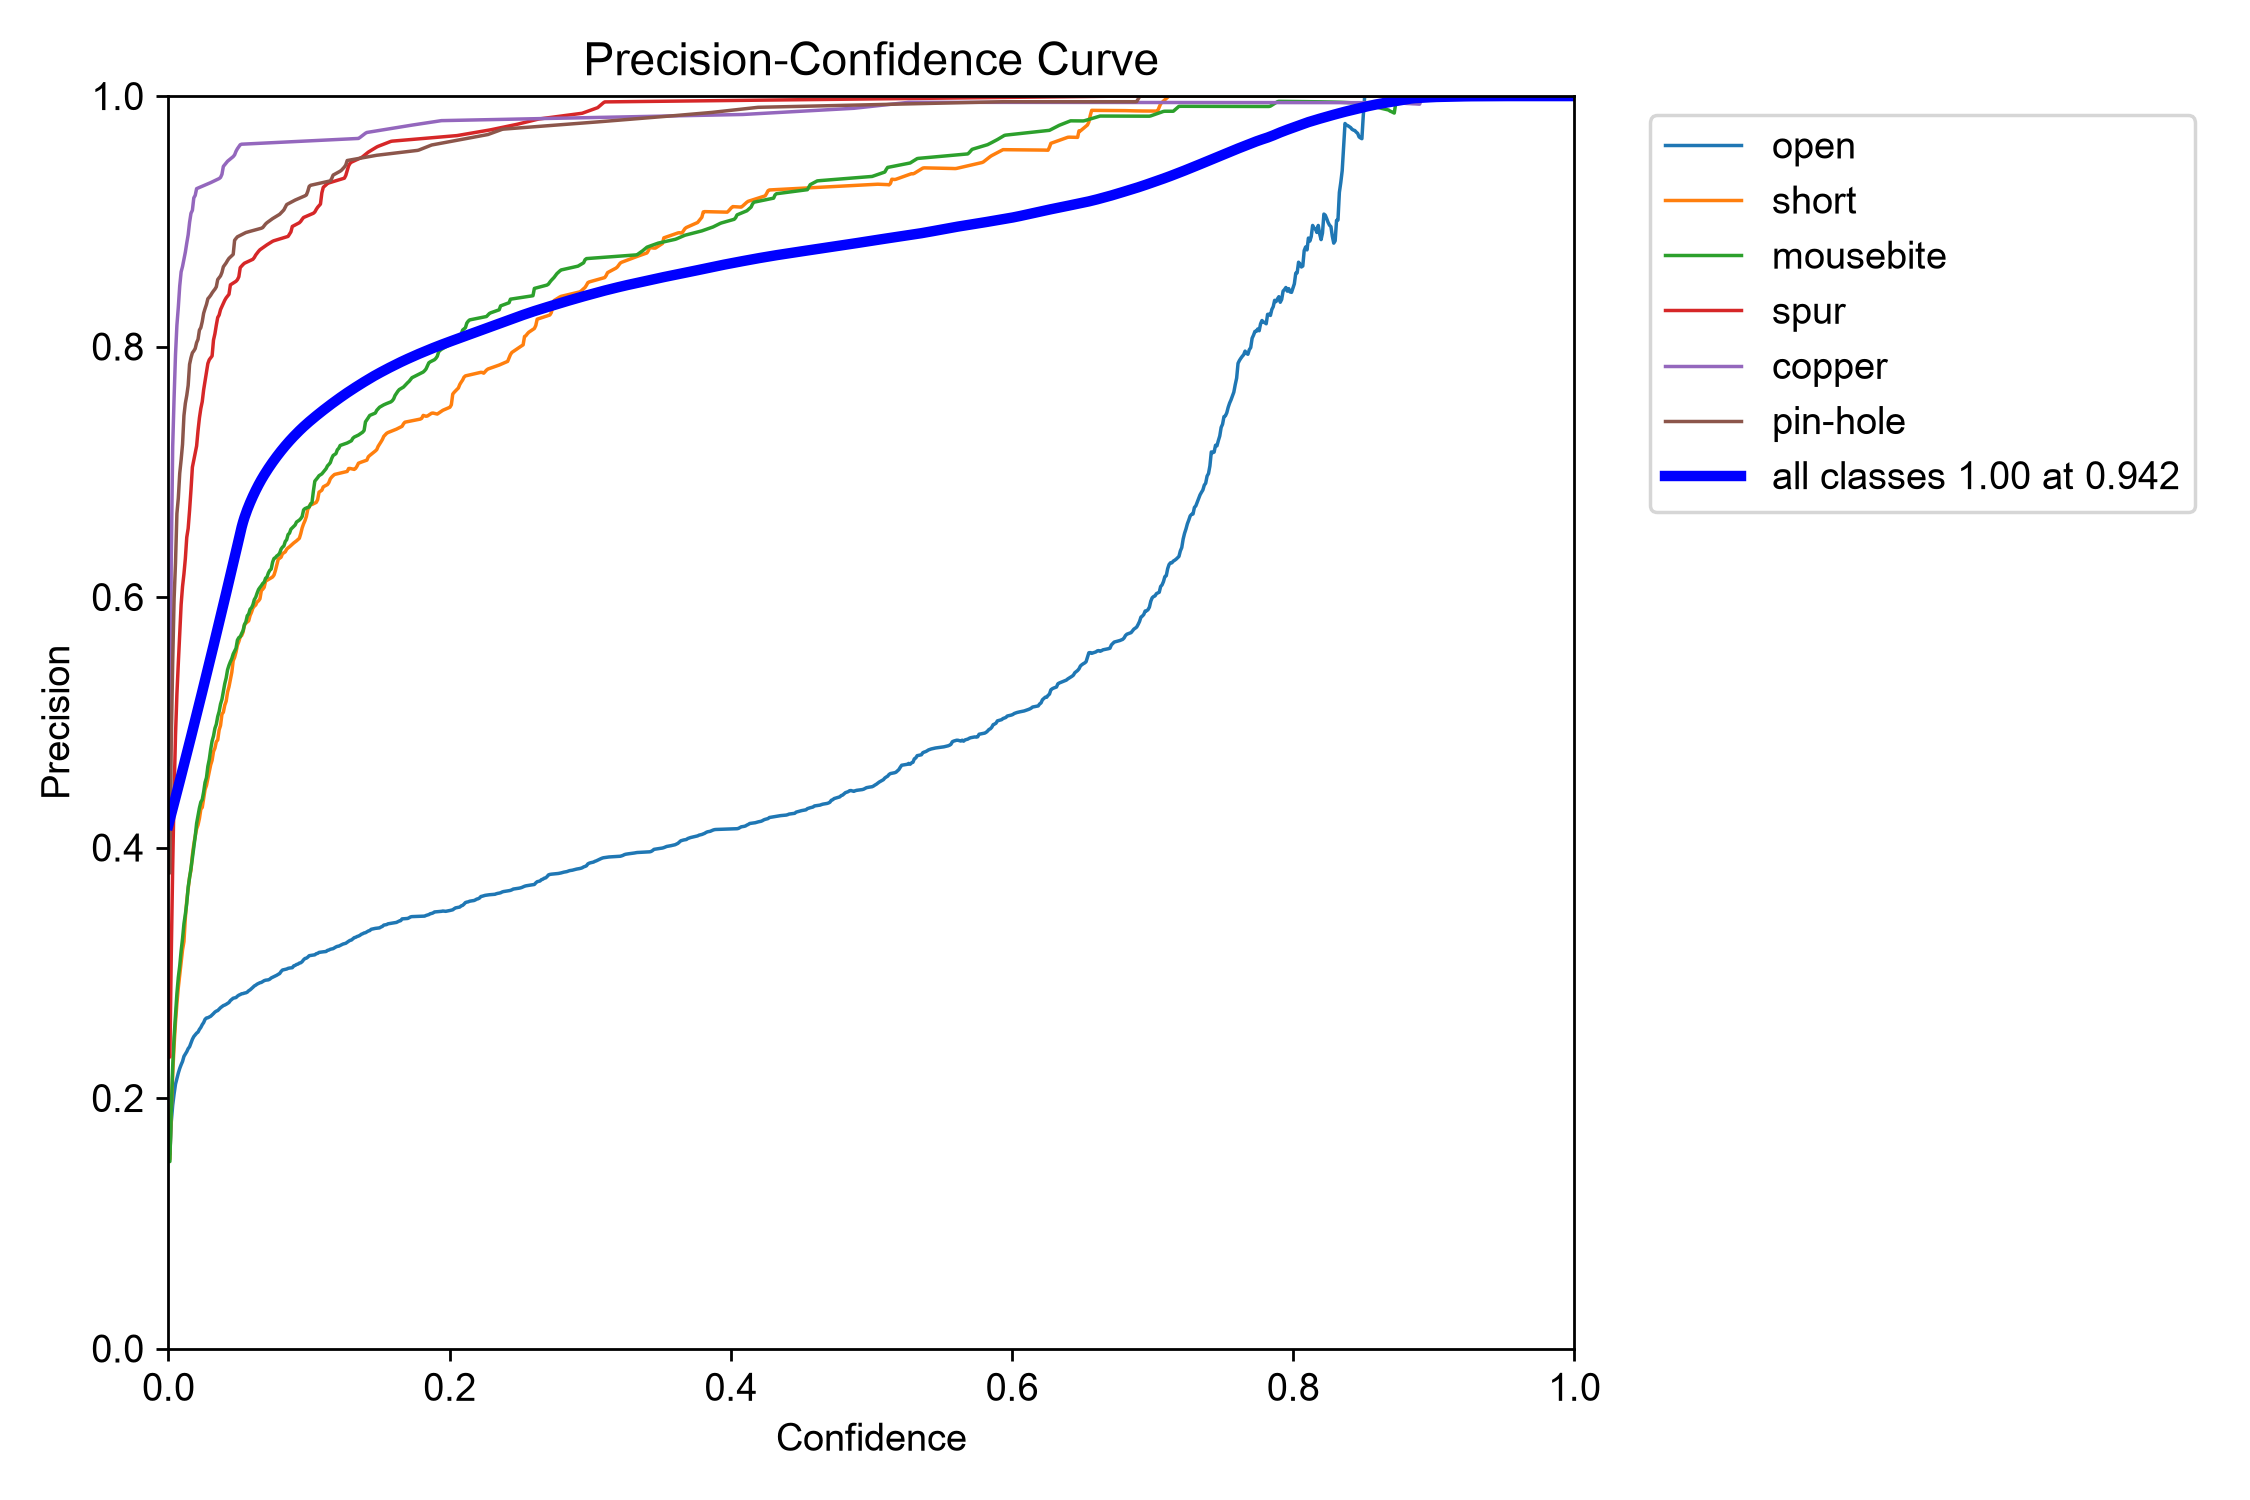 Precision-Confidence Curve
1.0
0.8
0.6
0.4
0.2
0.0
Precision
0.0 0.2 0.4 0.6 0.8 1.0
Confidence
open
short
mousebite
spur
copper
pin-hole
all classes 1.00 at 0.942